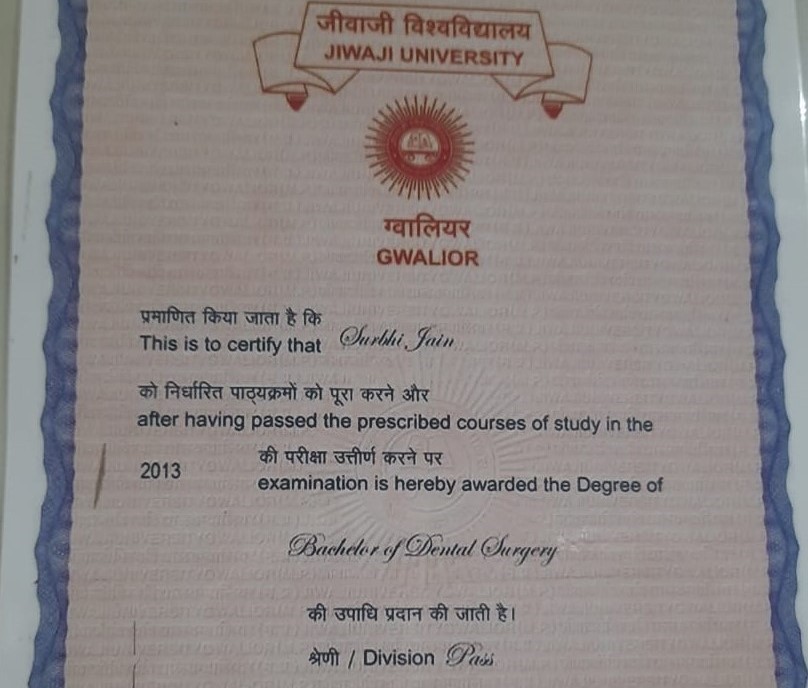 जीवाजी विश्वविद्यालय
JIWAJI UNIVERSITY
ग्वालियर
GWALIOR
प्रमाणित किया जाता है कि
This is to certify that Surbhi Jain
को निर्धारित पाठ्यक्रमों को पूरा करने और
after having passed the prescribed courses of study in the
2013 की परीक्षा उत्तीर्ण करने पर
examination is hereby awarded the Degree of
Bachelor of Dental Surgery
की उपाधि प्रदान की जाती है।
श्रेणी / Division Pass